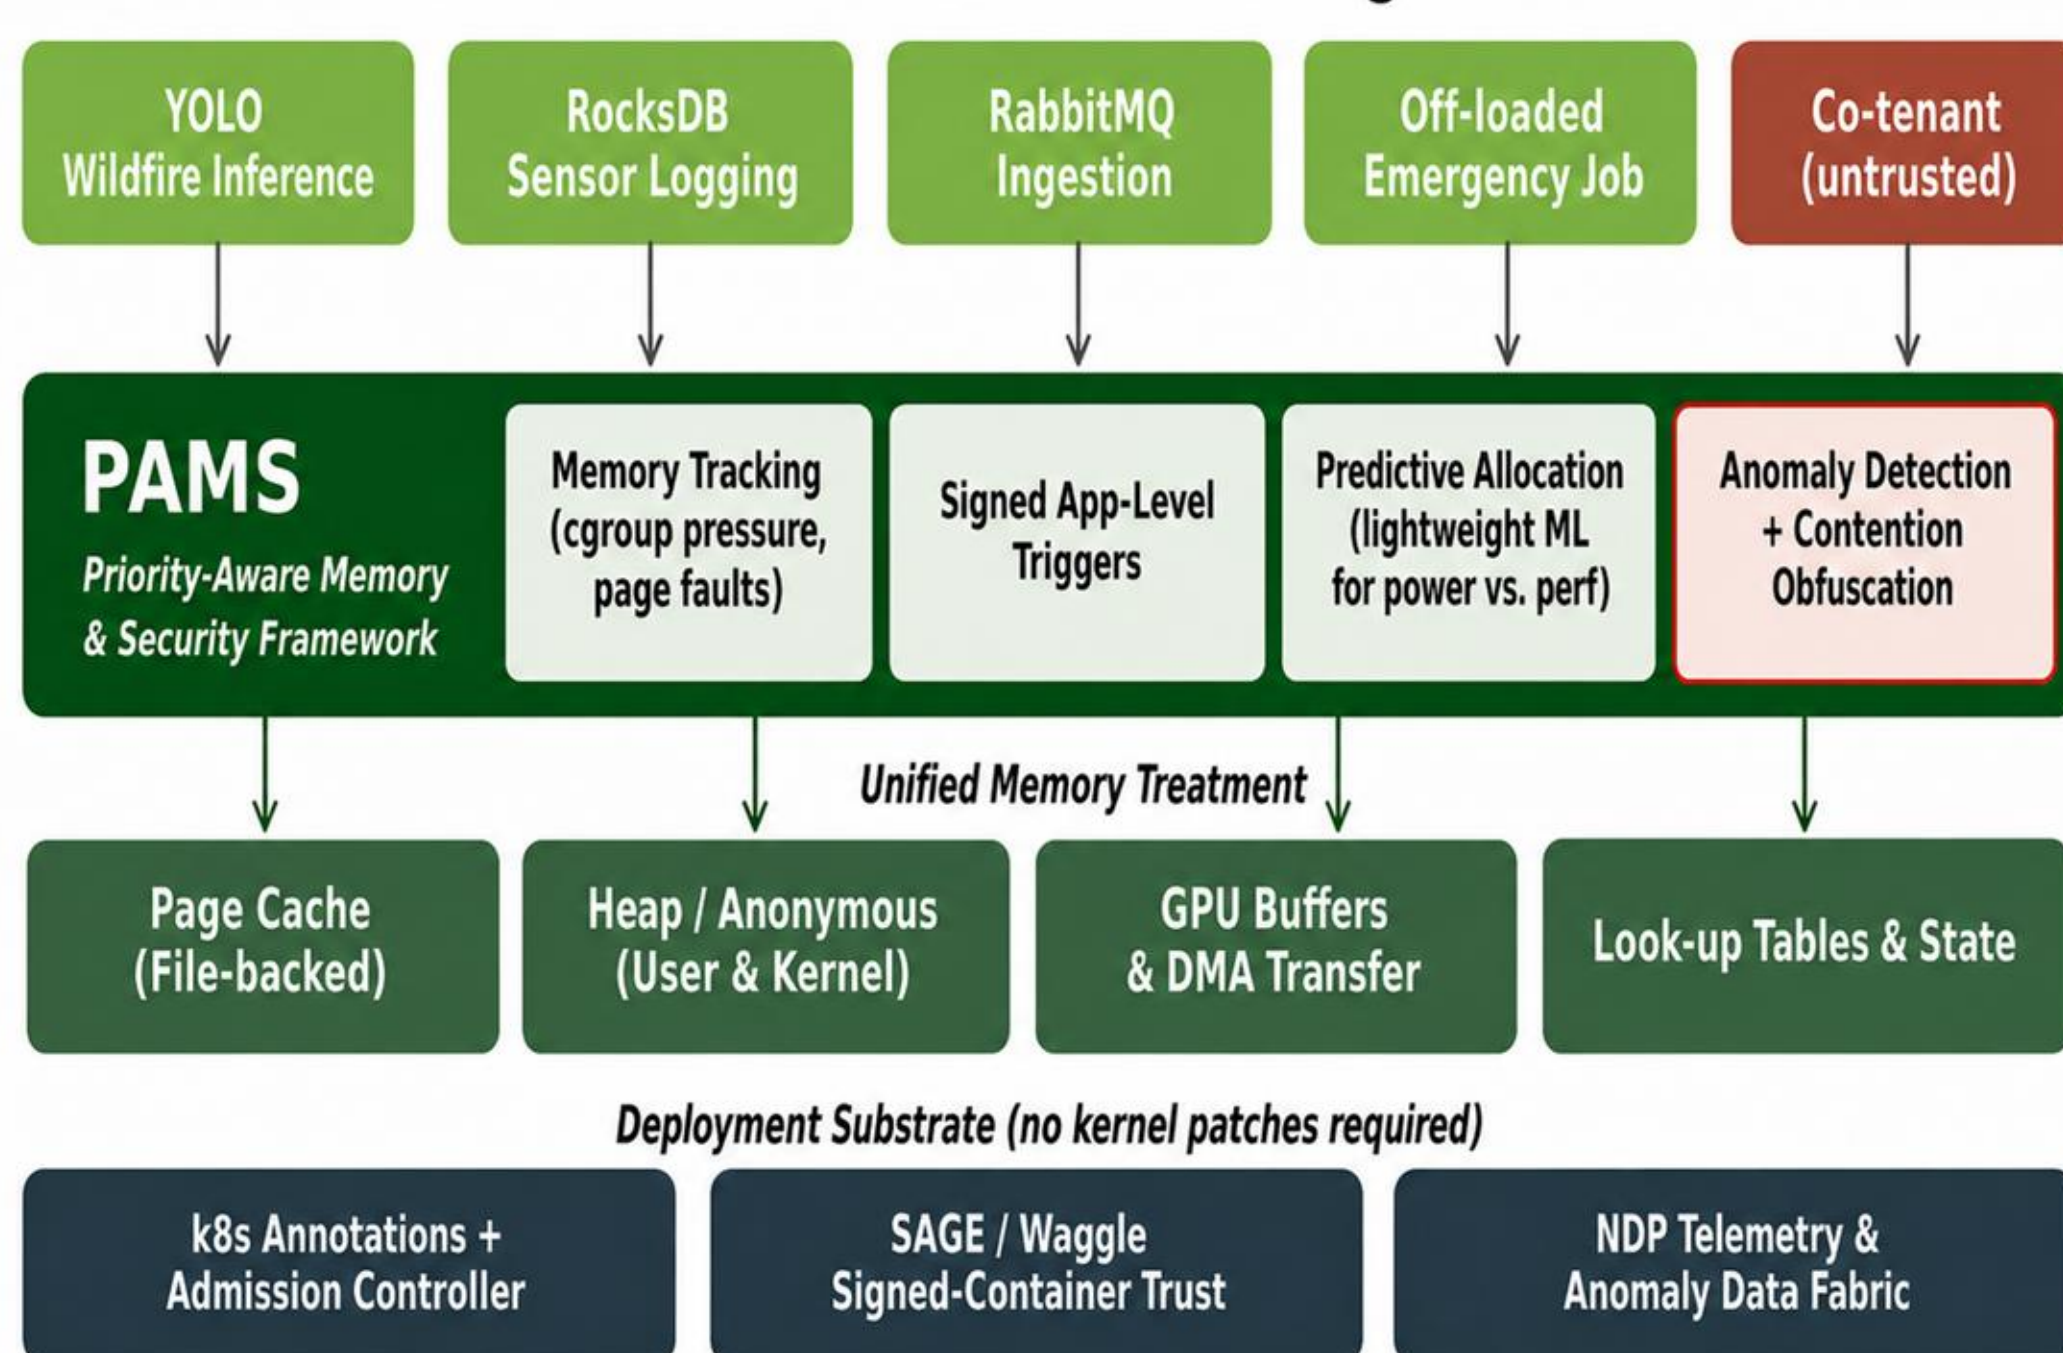 YOLO
Wildfire Inference
RocksDB
Sensor Logging
RabbitMQ
Ingestion
Off-loaded
Emergency Job
Co-tenant
(untrusted)
PAMS
Priority-Aware Memory
& Security Framework
Memory Tracking
(cgroup pressure,
page faults)
Signed App-Level
Triggers
Predictive Allocation
(lightweight ML
for power vs. perf)
Anomaly Detection
+ Contention
Obfuscation
Unified Memory Treatment
Page Cache
(File-backed)
Heap / Anonymous
(User & Kernel)
GPU Buffers
& DMA Transfer
Look-up Tables & State
Deployment Substrate (no kernel patches required)
k8s Annotations +
Admission Controller
SAGE / Waggle
Signed-Container Trust
NDP Telemetry &
Anomaly Data Fabric